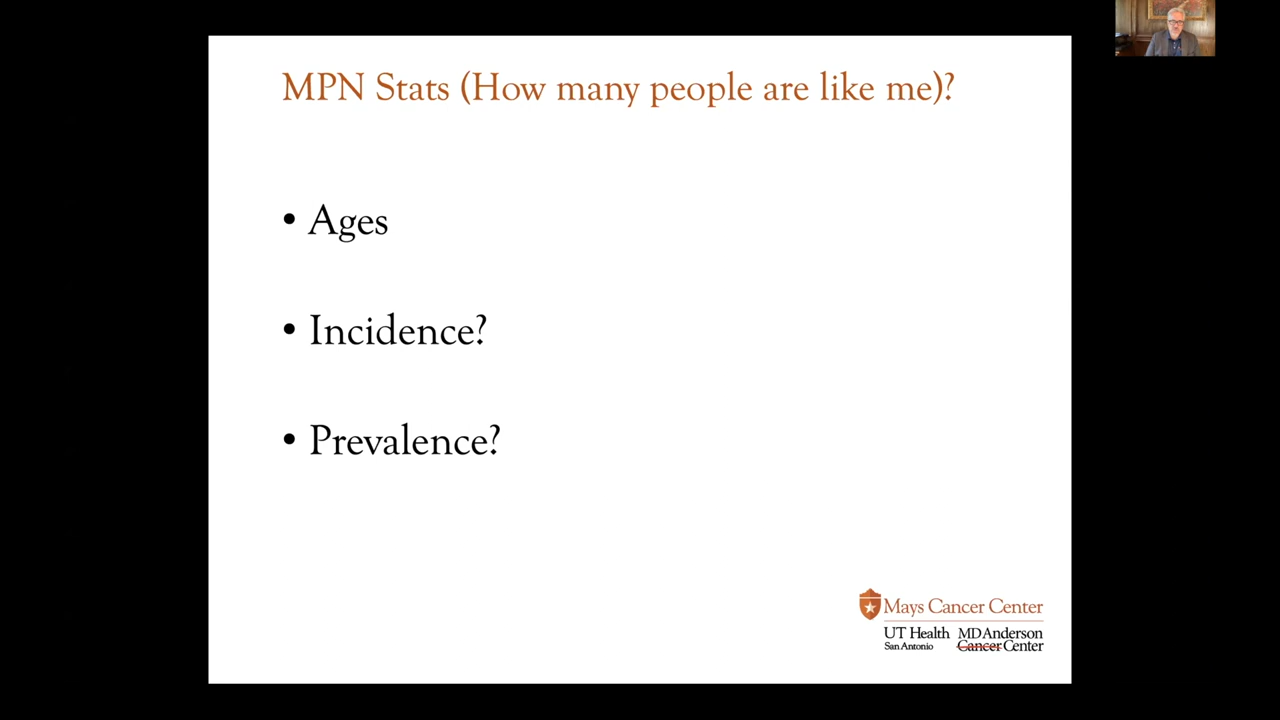 MPN Stats (How many people are like me)?
• Ages
• Incidence?
• Prevalence?
Mays Cancer Center
UT Health MD Anderson
San Antonio Cancer Center